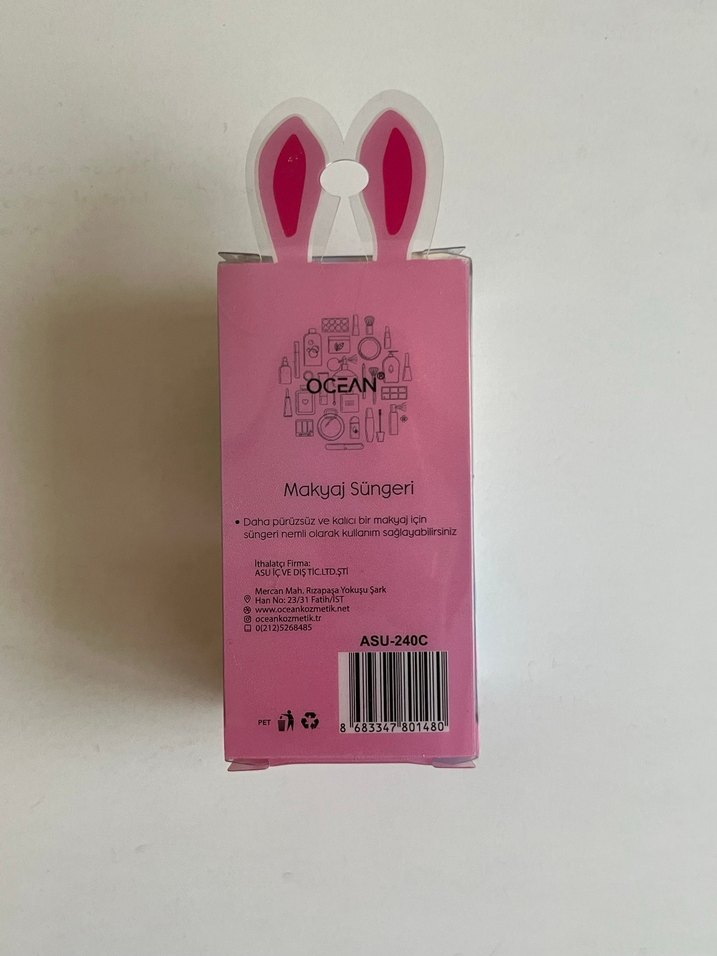 OCEAN®
Makyaj Süngeri
• Daha pürüzsüz ve kalıcı bir makyaj için
süngeri nemli olarak kullanım sağlayabilirsiniz
İthalatçı Firma:
ASU İÇ VE DIŞ TİC.LTD.ŞTİ
Mercan Mah. Rızapaşa Yokuşu Şark
Han No: 23/31 Fatih/İST
www.oceankozmetik.net
oceankozmetik.tr
0(212)5268485
ASU-240C
8 683347 801480
PET